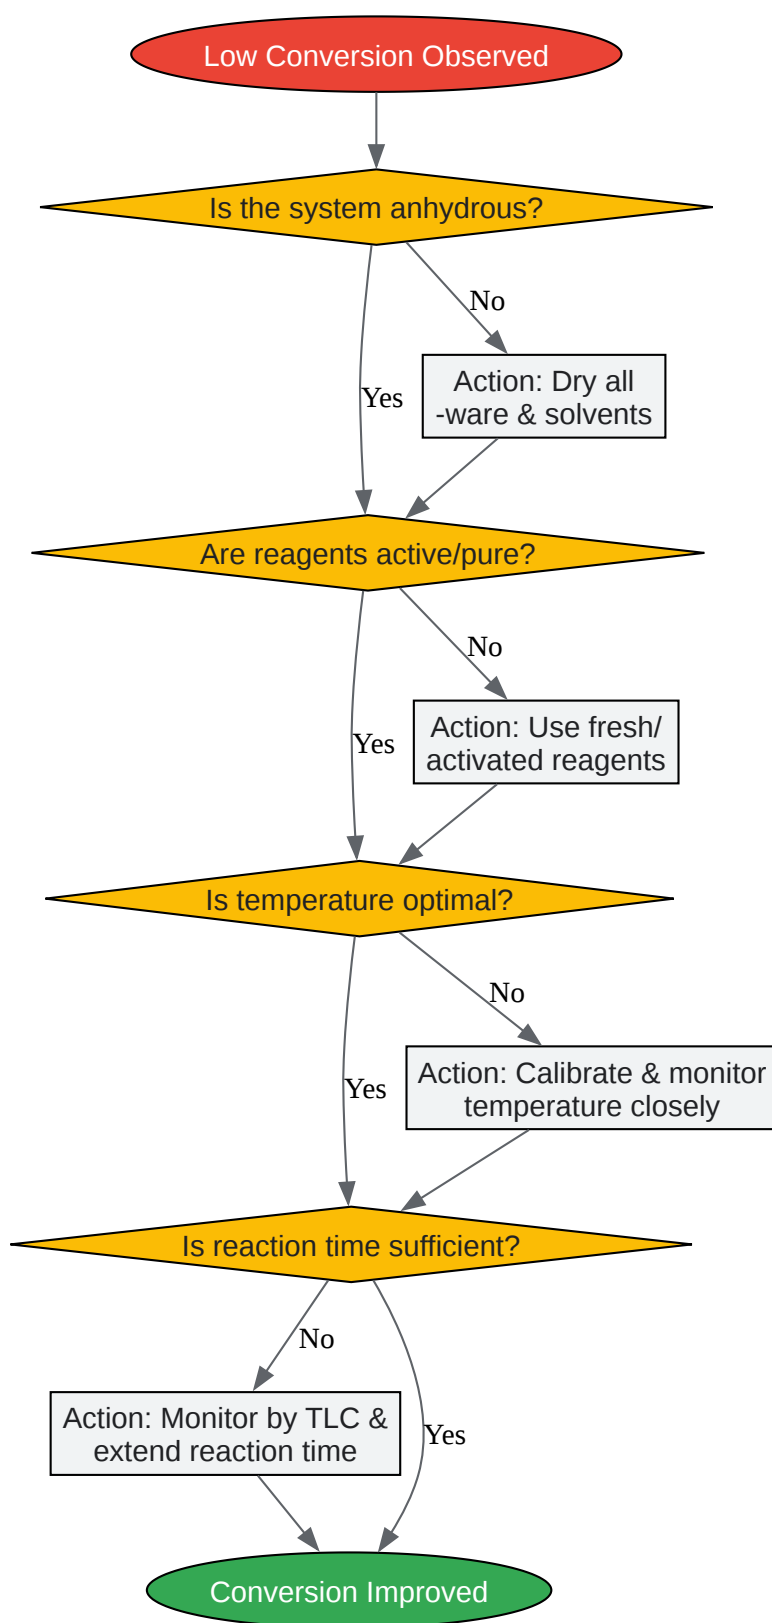 Low Conversion Observed
Is the system anhydrous?
No
Action: Dry all
-ware & solvents
Yes
Are reagents active/pure?
No
Action: Use fresh/
activated reagents
Yes
Is temperature optimal?
No
Action: Calibrate & monitor
temperature closely
Yes
Is reaction time sufficient?
No
Action: Monitor by TLC &
extend reaction time
Yes
Conversion Improved